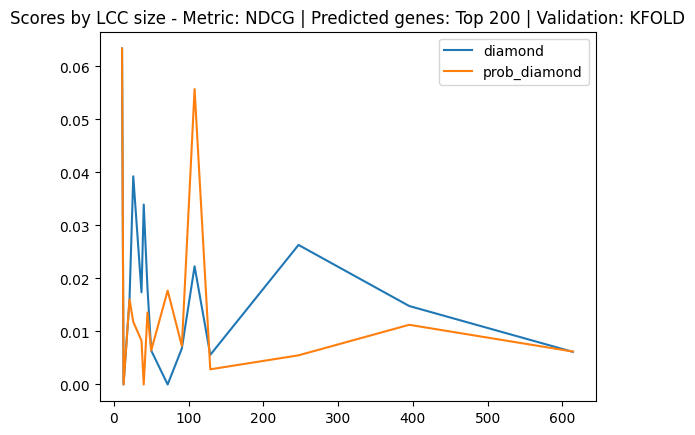 Scores by LCC size - Metric: NDCG | Predicted genes: Top 200 | Validation: KFOLD
diamond
prob_diamond
0.06
0.05
0.04
0.03
0.02
0.01
0.00
0 100 200 300 400 500 600